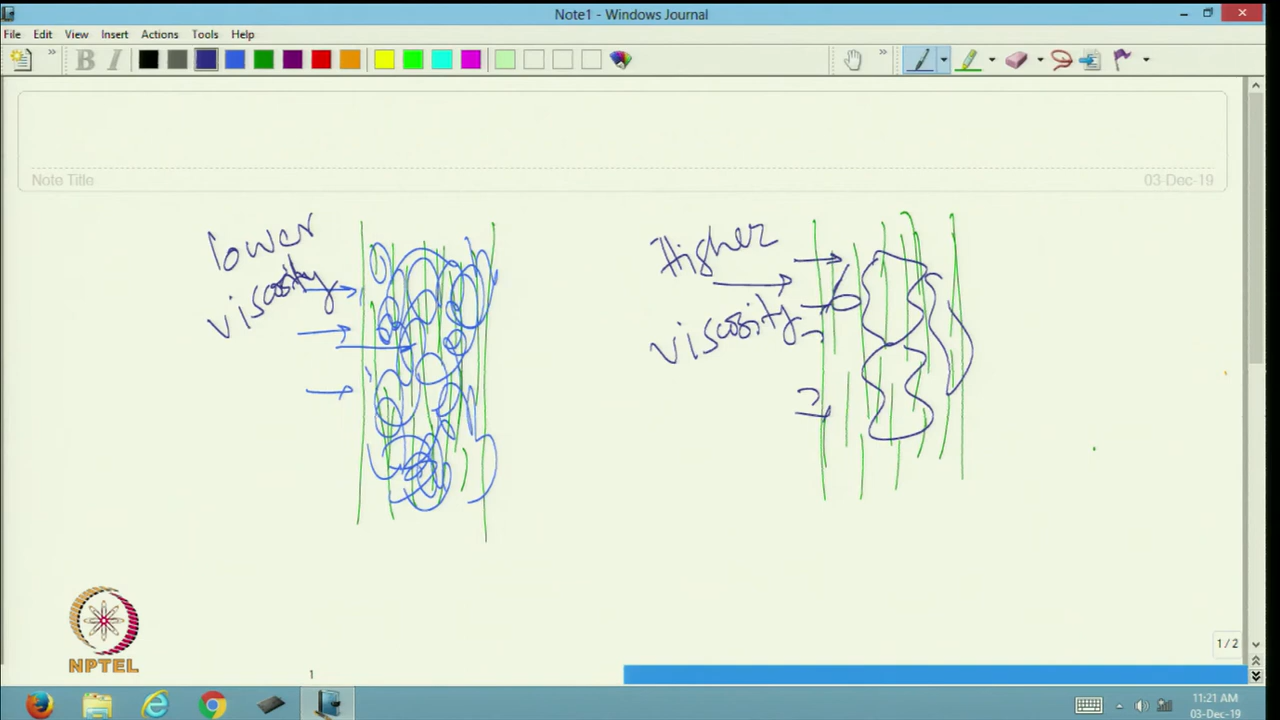 Note1 - Windows Journal
File Edit View Insert Actions Tools Help
B I
Note Title
03-Dec-19
lower
viscosity
Higher
viscosity
1 / 2
NPTEL
1
11:21 AM
03-Dec-19